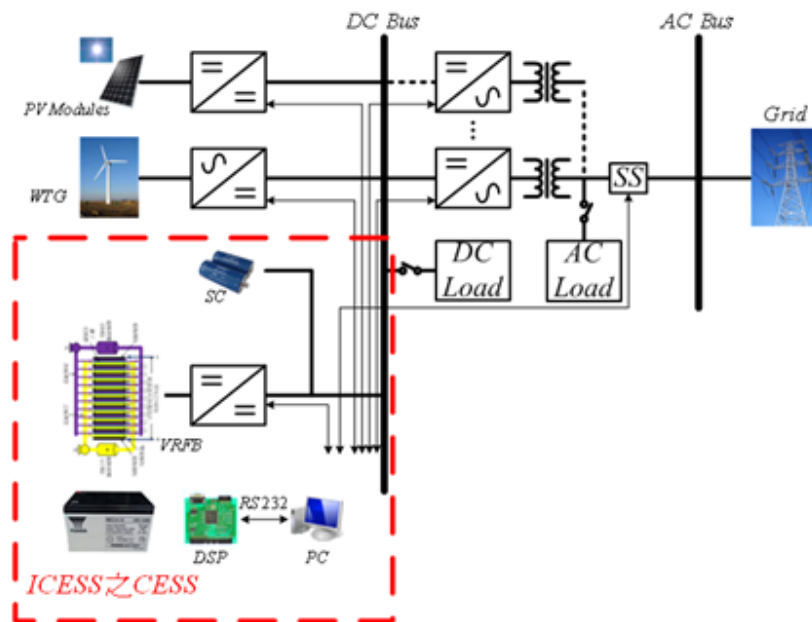 DC Bus
AC Bus
PV Modules
Grid
WTG
SS
DC
Load
AC
Load
SC
VRFB
RS232
DSP
PC
ICESS之CESS